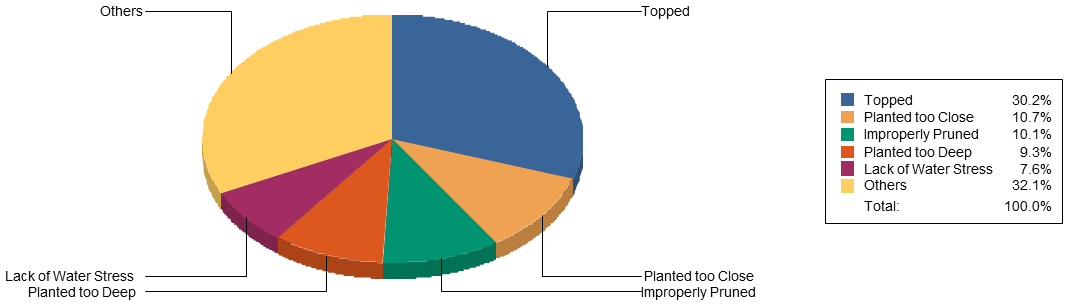 Others
Topped
Lack of Water Stress
Planted too Deep
Planted too Close
Improperly Pruned
Topped 30.2%
Planted too Close 10.7%
Improperly Pruned 10.1%
Planted too Deep 9.3%
Lack of Water Stress 7.6%
Others 32.1%
Total: 100.0%